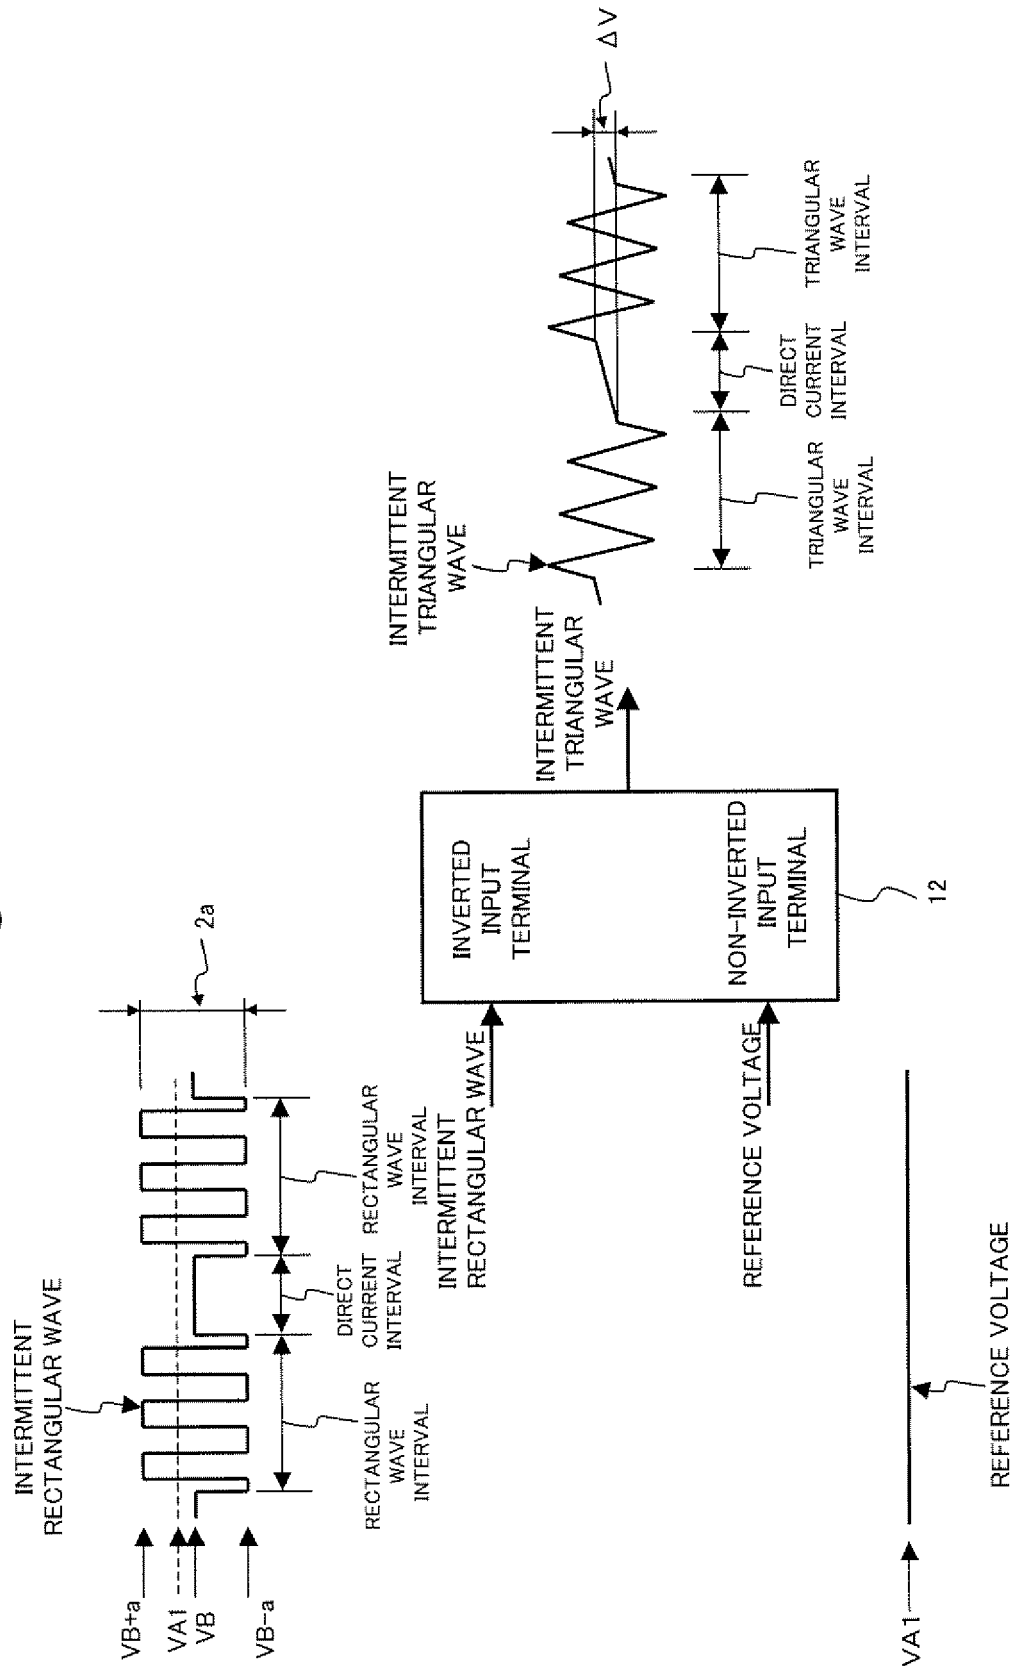 INTERMITTENT
RECTANGULAR WAVE
VB+a
VA1
VB
VB-a
2a
RECTANGULAR
WAVE
INTERVAL
DIRECT
CURRENT
INTERVAL
RECTANGULAR
WAVE
INTERVAL
INTERMITTENT
RECTANGULAR WAVE
REFERENCE VOLTAGE
INVERTED
INPUT
TERMINAL
NON-INVERTED
INPUT
TERMINAL
12
INTERMITTENT
TRIANGULAR
WAVE
INTERMITTENT
TRIANGULAR
WAVE
ΔV
TRIANGULAR
WAVE
INTERVAL
DIRECT
CURRENT
INTERVAL
TRIANGULAR
WAVE
INTERVAL
VA1
REFERENCE VOLTAGE